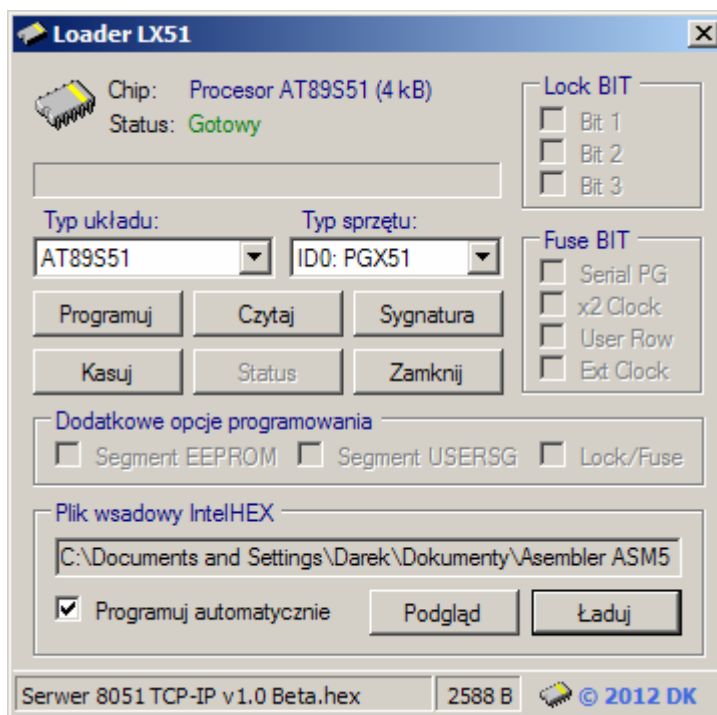 Loader LX51
Chip: Procesor AT89S51 (4 kB)
Status: Gotowy
Lock BIT
Bit 1
Bit 2
Bit 3
Typ układu: Typ sprzętu:
AT89S51 ID0: PGX51
Fuse BIT
Serial PG
x2 Clock
User Row
Ext Clock
Programuj Czytaj Sygnatura
Kasuj Status Zamknij
Dodatkowe opcje programowania
Segment EEPROM Segment USERSG Lock/Fuse
Plik wsadowy IntelHEX
C:\Documents and Settings\Darek\Dokumenty\Asembler ASM5
Programuj automatycznie Podgląd Ładuj
Serwer 8051 TCP-IP v1.0 Beta.hex 2588 B © 2012 DK